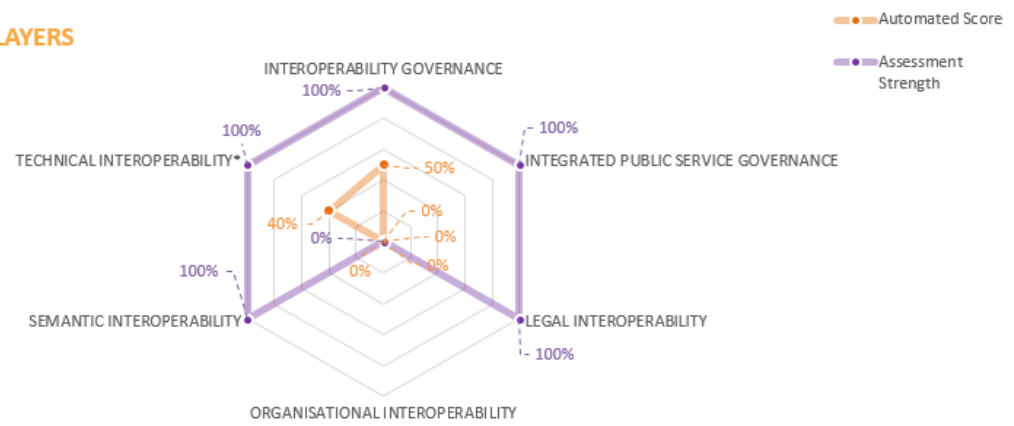 Automated Score
LAYERS
Assessment
Strength
INTEROPERABILITY GOVERNANCE
100%
100%
100%
TECHNICAL INTEROPERABILITY*
INTEGRATED PUBLIC SERVICE GOVERNANCE
50%
0%
40%
0%
0%
0%
0%
100%
SEMANTIC INTEROPERABILITY
LEGAL INTEROPERABILITY
100%
ORGANISATIONAL INTEROPERABILITY